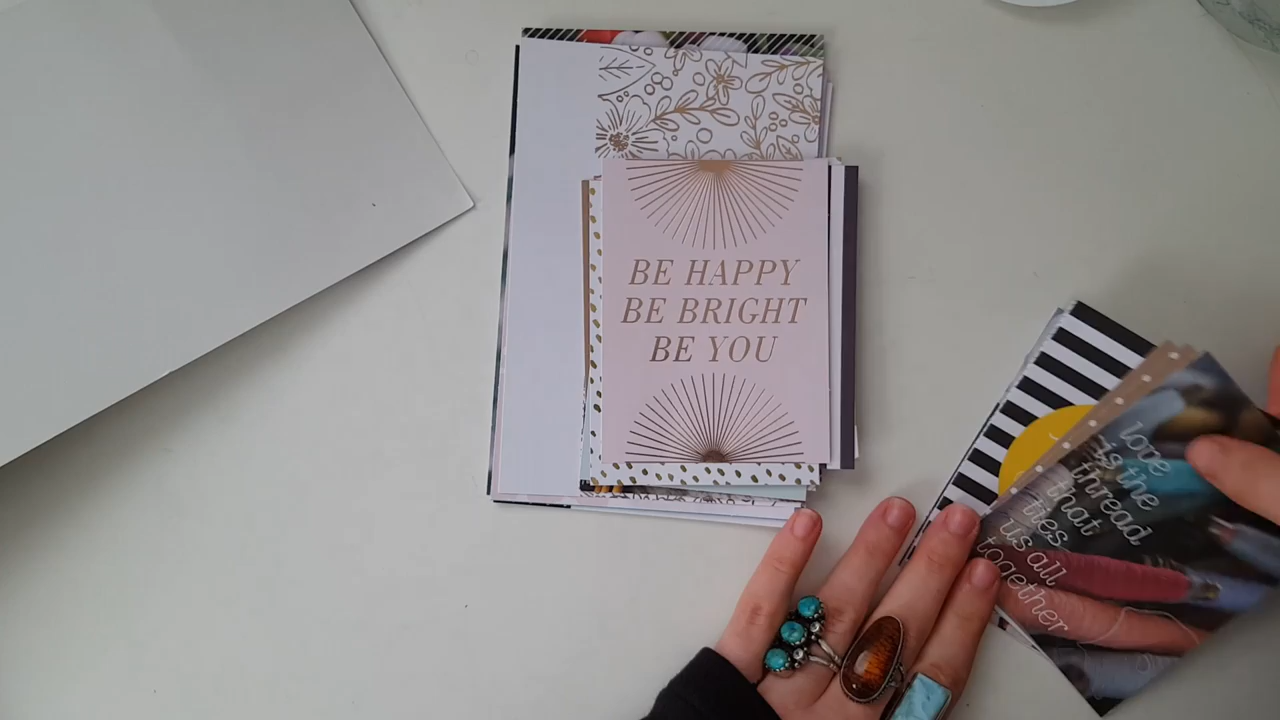 BE HAPPY
BE BRIGHT
BE YOU
love
is the
thread
that
ties
us all
together